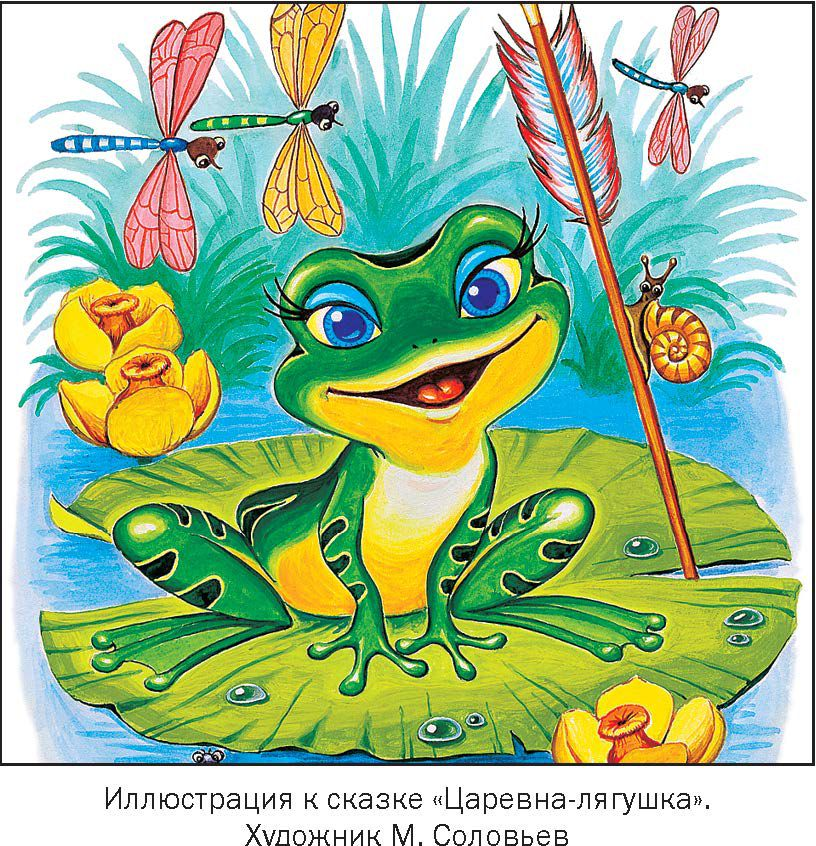 Иллюстрация к сказке «Царевна-лягушка».
Художник М. Соловьев